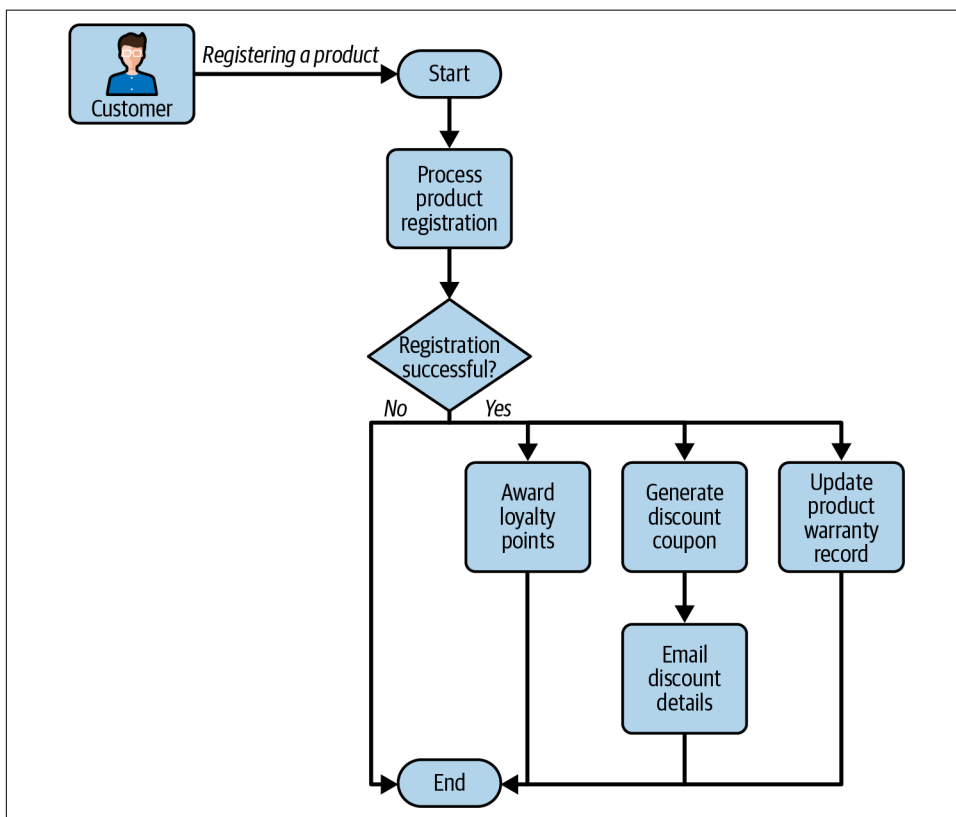 Registering a product
Start
Customer
Process
product
registration
Registration
successful?
No
Yes
Award
loyalty
points
Generate
discount
coupon
Update
product
warranty
record
Email
discount
details
End